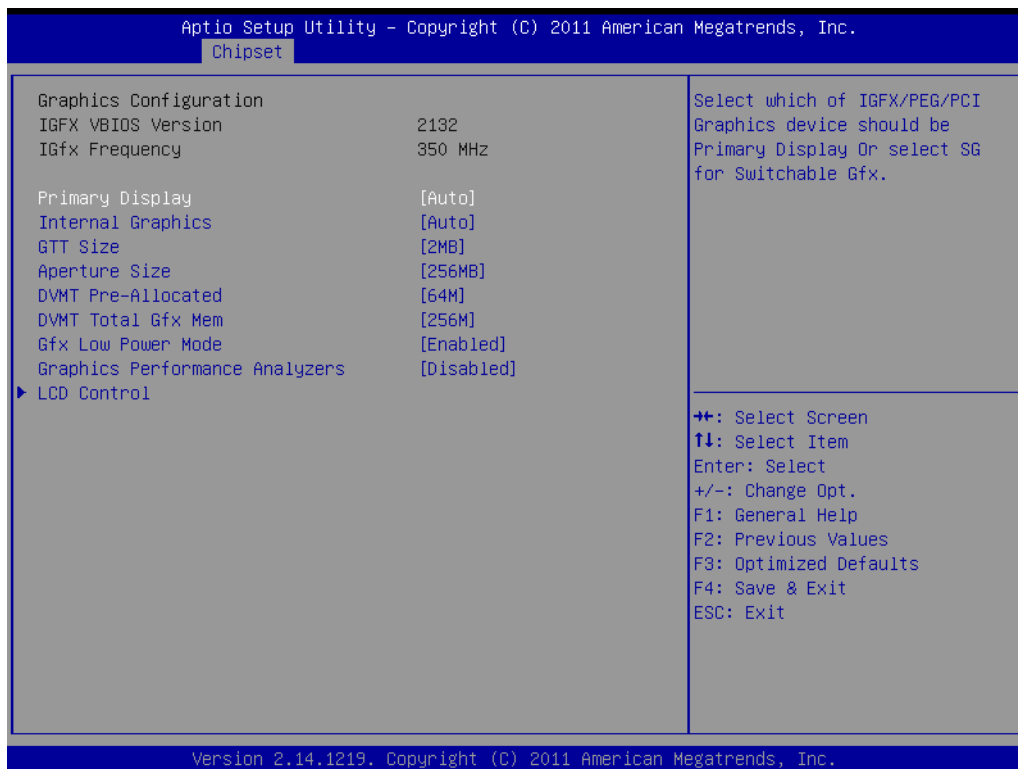 Aptio Setup Utility – Copyright (C) 2011 American Megatrends, Inc.
Chipset
Graphics Configuration
IGFX VBIOS Version 2132
IGfx Frequency 350 MHz
Primary Display [Auto]
Internal Graphics [Auto]
GTT Size [2MB]
Aperture Size [256MB]
DVMT Pre-Allocated [64M]
DVMT Total Gfx Mem [256M]
Gfx Low Power Mode [Enabled]
Graphics Performance Analyzers [Disabled]
LCD Control
Select which of IGFX/PEG/PCI
Graphics device should be
Primary Display Or select SG
for Switchable Gfx.
→←: Select Screen
↑↓: Select Item
Enter: Select
+/-: Change Opt.
F1: General Help
F2: Previous Values
F3: Optimized Defaults
F4: Save & Exit
ESC: Exit
Version 2.14.1219. Copyright (C) 2011 American Megatrends, Inc.